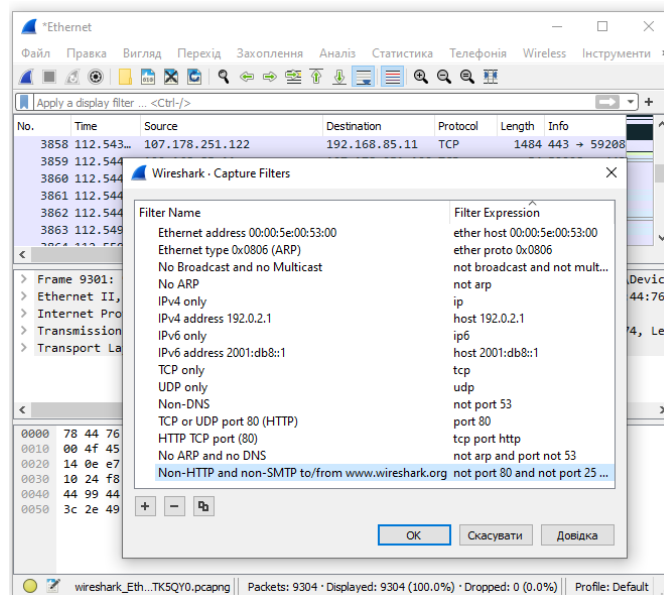 *Ethernet
Файл Правка Вигляд Перехід Захоплення Аналіз Статистика Телефонія Wireless Інструменти
Apply a display filter ... <Ctrl-/>
No. Time Source Destination Protocol Length Info
3858 112.543… 107.178.251.122 192.168.85.11 TCP 1484 443 → 59208
3859 112.544
3860 112.544
3861 112.544
3862 112.544
3863 112.549
Wireshark · Capture Filters
Filter Name Filter Expression
Ethernet address 00:00:5e:00:53:00 ether host 00:00:5e:00:53:00
Ethernet type 0x0806 (ARP) ether proto 0x0806
No Broadcast and no Multicast not broadcast and not mult...
No ARP not arp
IPv4 only ip
IPv4 address 192.0.2.1 host 192.0.2.1
IPv6 only ip6
IPv6 address 2001:db8::1 host 2001:db8::1
TCP only tcp
UDP only udp
Non-DNS not port 53
TCP or UDP port 80 (HTTP) port 80
HTTP TCP port (80) tcp port http
No ARP and no DNS not arp and port not 53
Non-HTTP and non-SMTP to/from www.wireshark.org not port 80 and not port 25 ...
OK Скасувати Довідка
Frame 9301: \Devic
Ethernet II, 44:76
Internet Pro
Transmission 74, Le
Transport La
0000 78 44 76
0010 00 4f 45
0020 14 0e e7
0030 10 24 f8
0040 44 99 44
0050 3c 2e 49
wireshark_Eth...TK5QY0.pcapng Packets: 9304 · Displayed: 9304 (100.0%) · Dropped: 0 (0.0%) Profile: Default